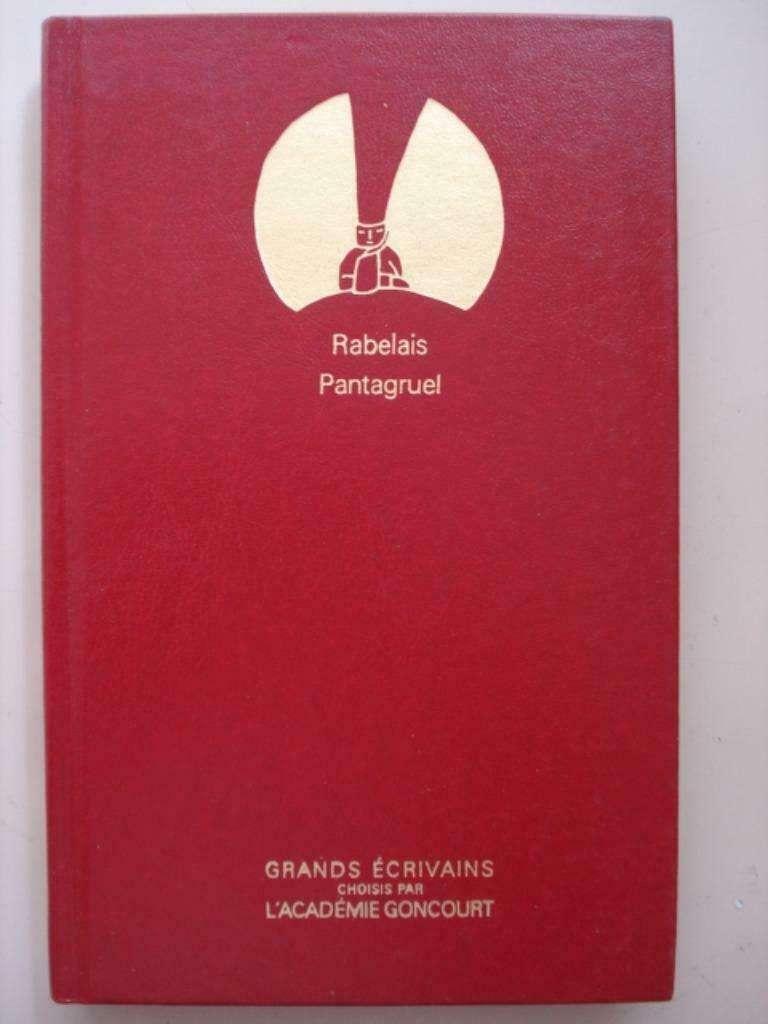 Rabelais
Pantagruel
GRANDS ÉCRIVAINS
CHOISIS PAR
L'ACADÉMIE GONCOURT